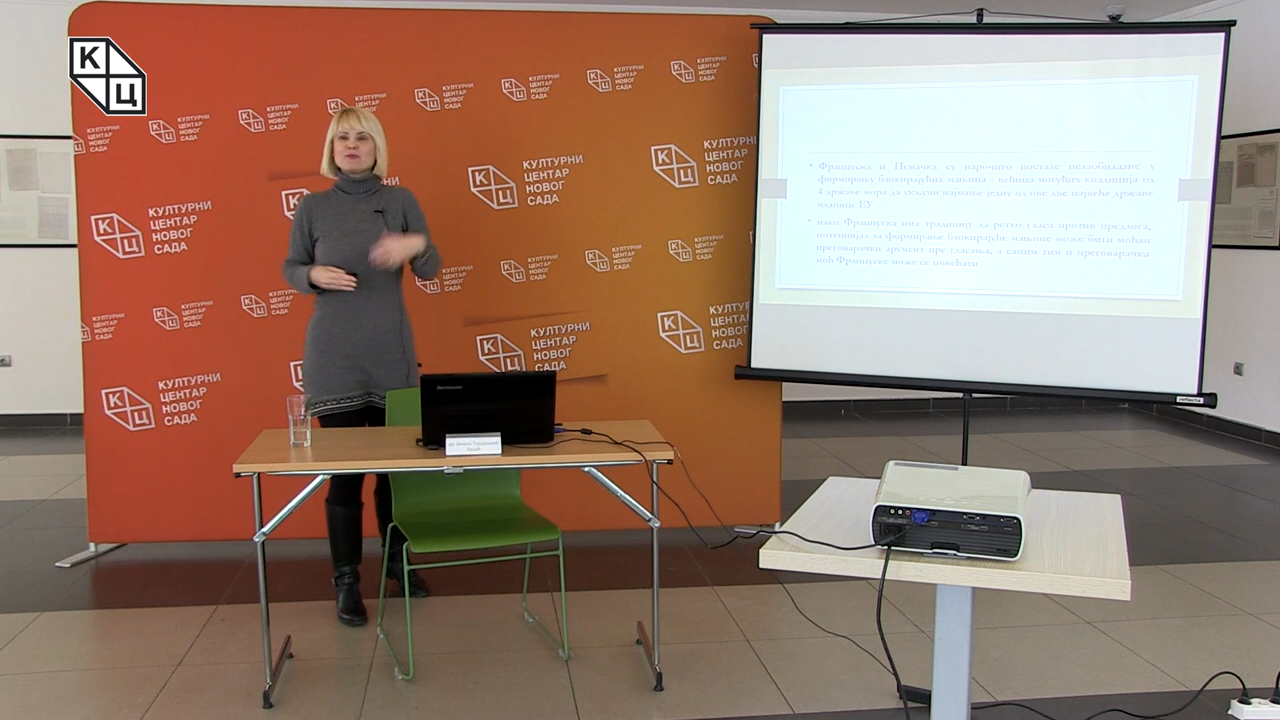 К
Ц
КУЛТУРНИ
ЦЕНТАР
НОВОГ
САДА
Француска и Немачка су нарочито постале незаобилазне у
формирању блокирајућих мањина - већина могућих коалиција од
4 државе мора да укључи најмање једну од ове две највеће државе
чланице ЕУ
иако Француска има традицију да ретко гласа против предлога,
потенцијал за формирање блокирајуће мањине може бити моћан
преговарачки аргумент пре гласања, а самим тим и преговарачка
моћ Француске може се повећати
reflecta
др